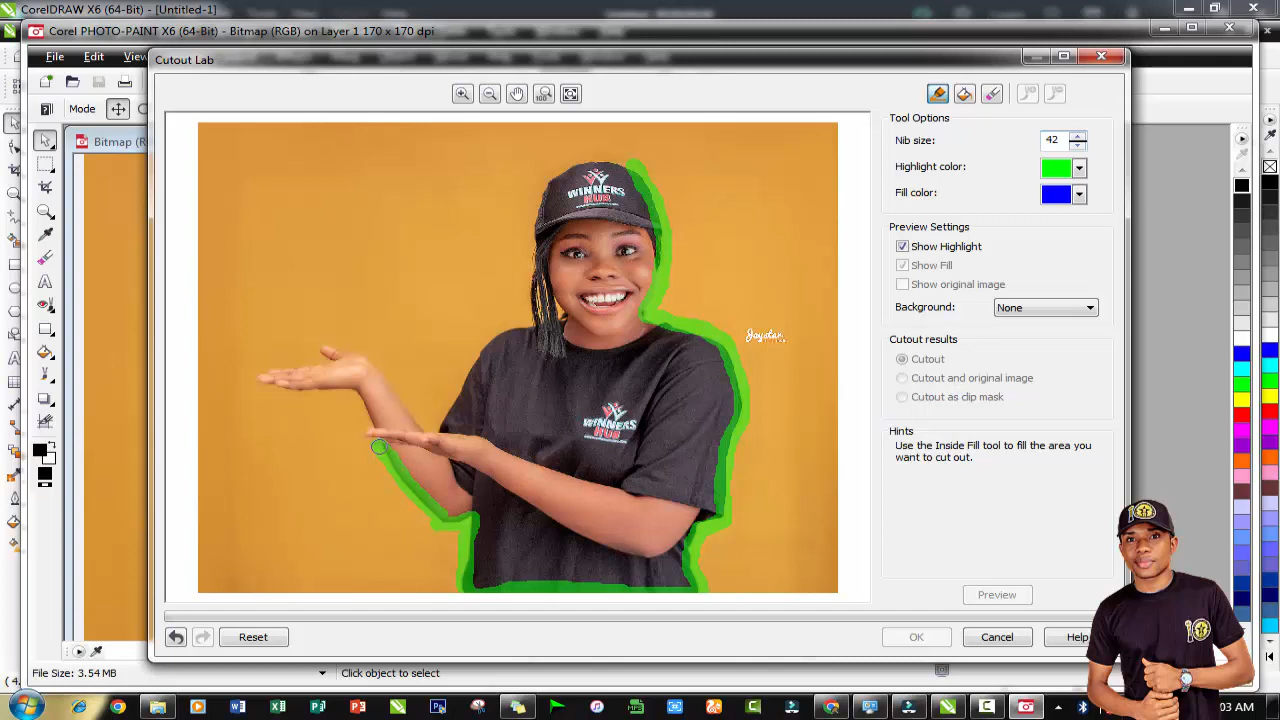 CorelDRAW X6 (64-Bit) - [Untitled-1]
Corel PHOTO-PAINT X6 (64-Bit) - Bitmap (RGB) on Layer 1 170 x 170 dpi
File Edit View
Cutout Lab
Mode
100
Bitmap (R
Tool Options
Nib size: 42
Highlight color:
Fill color:
Preview Settings
Show Highlight
Show Fill
Show original image
Background: None
Cutout results
Cutout
Cutout and original image
Cutout as clip mask
Hints
Use the Inside Fill tool to fill the area you
want to cut out.
Preview
WINNERS
HUB
WINNERS
HUB
Reset
OK
Cancel
Help
File Size: 3.54 MB
Click object to select
:03 AM